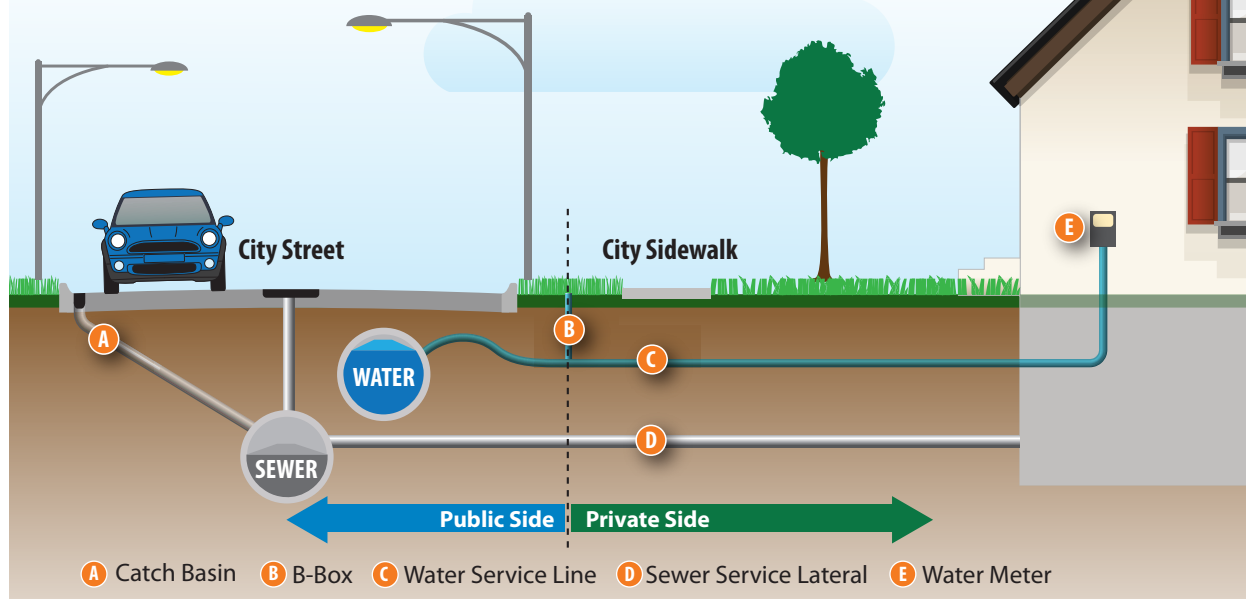 City Street
City Sidewalk
E
A
B
C
WATER
D
SEWER
Public Side
Private Side
A Catch Basin
B B-Box
C Water Service Line
D Sewer Service Lateral
E Water Meter